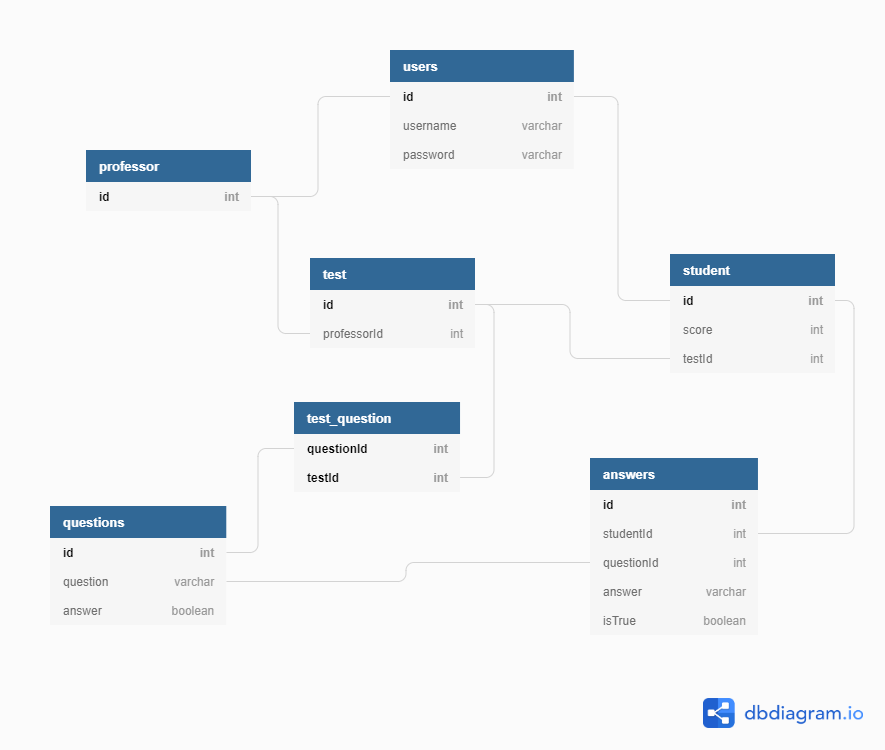 users
id int
username varchar
password varchar
professor
id int
test
id int
professorId int
student
id int
score int
testId int
test_question
questionId int
testId int
answers
id int
studentId int
questionId int
answer varchar
isTrue boolean
questions
id int
question varchar
answer boolean
dbdiagram.io